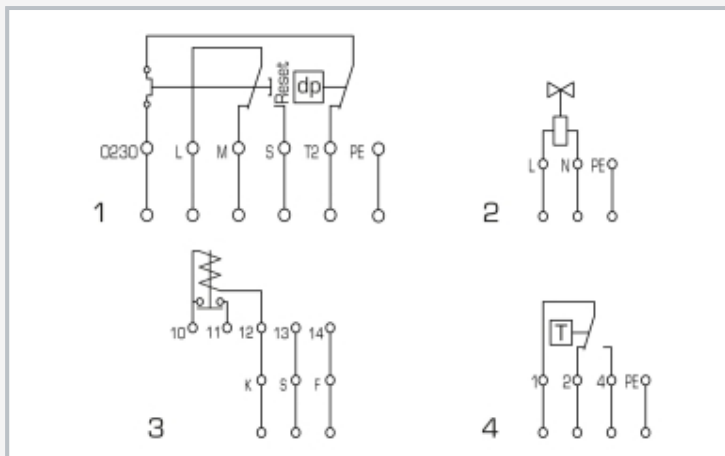 Reset
dp
0230 L M S T2 PE
1
L N PE
2
10 11 12 13 14
K S F
3
T
1 2 4 PE
4